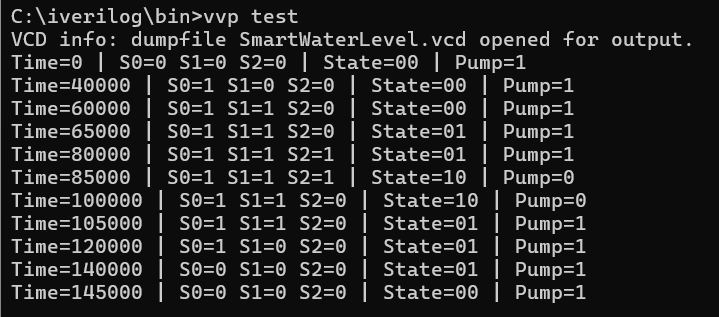 C:\iverilog\bin>vvp test
VCD info: dumpfile SmartWaterLevel.vcd opened for output.
Time=0 | S0=0 S1=0 S2=0 | State=00 | Pump=1
Time=40000 | S0=1 S1=0 S2=0 | State=00 | Pump=1
Time=60000 | S0=1 S1=1 S2=0 | State=00 | Pump=1
Time=65000 | S0=1 S1=1 S2=0 | State=01 | Pump=1
Time=80000 | S0=1 S1=1 S2=1 | State=01 | Pump=1
Time=85000 | S0=1 S1=1 S2=1 | State=10 | Pump=0
Time=100000 | S0=1 S1=1 S2=0 | State=10 | Pump=0
Time=105000 | S0=1 S1=1 S2=0 | State=01 | Pump=1
Time=120000 | S0=1 S1=0 S2=0 | State=01 | Pump=1
Time=140000 | S0=0 S1=0 S2=0 | State=01 | Pump=1
Time=145000 | S0=0 S1=0 S2=0 | State=00 | Pump=1